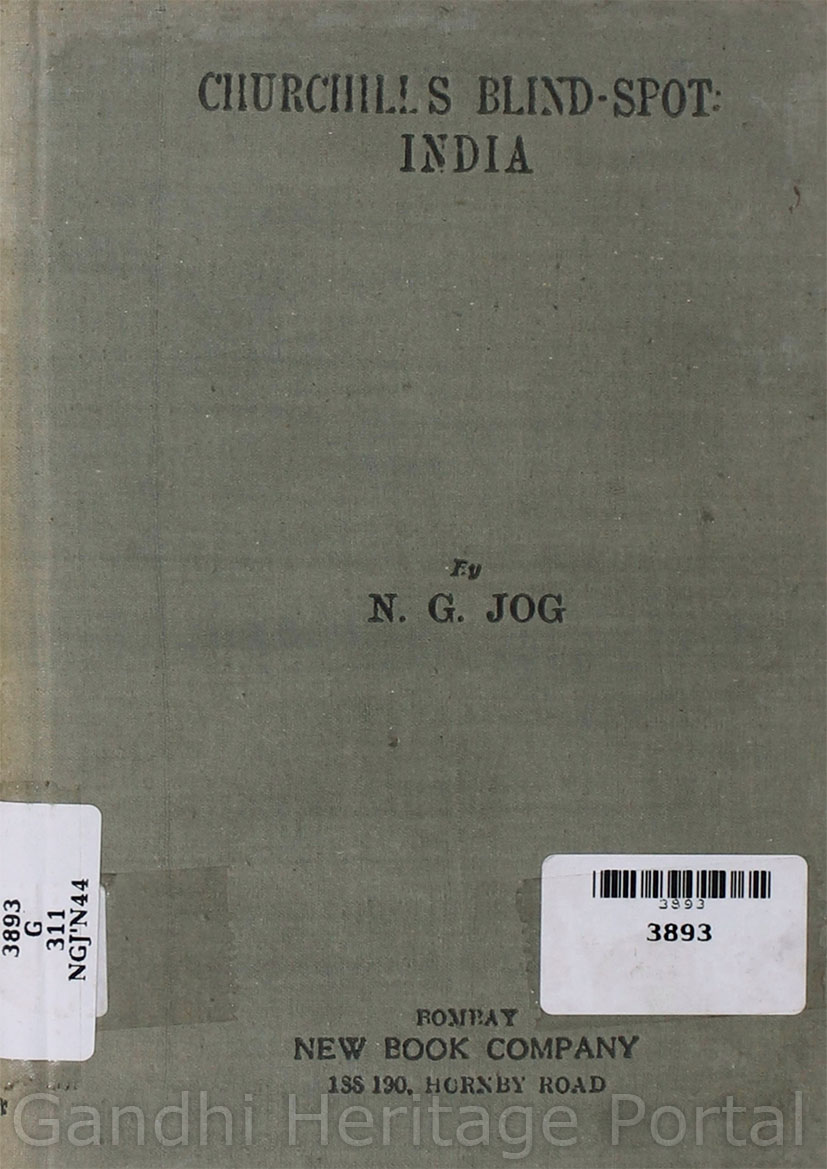 CHURCHILL'S BLIND-SPOT:
INDIA
By
N. G. JOG
3893
G
311
NGJ'N44
3893
3893
BOMBAY
NEW BOOK COMPANY
188 190, HORNBY ROAD
Gandhi Heritage Portal